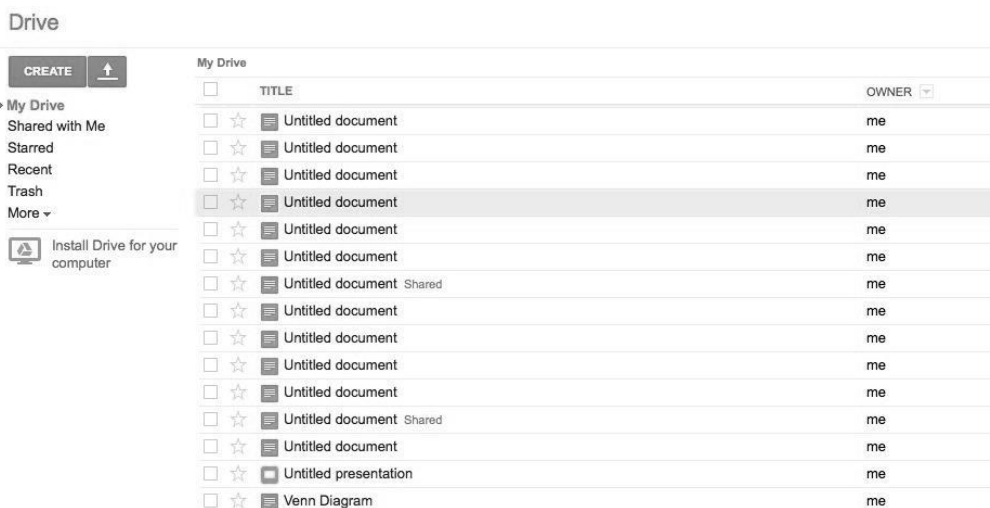 Drive
CREATE
My Drive
Shared with Me
Starred
Recent
Trash
More
Install Drive for your
computer
My Drive
TITLE OWNER
Untitled document me
Untitled document me
Untitled document me
Untitled document me
Untitled document me
Untitled document me
Untitled document Shared me
Untitled document me
Untitled document me
Untitled document me
Untitled document me
Untitled document Shared me
Untitled document me
Untitled presentation me
Venn Diagram me